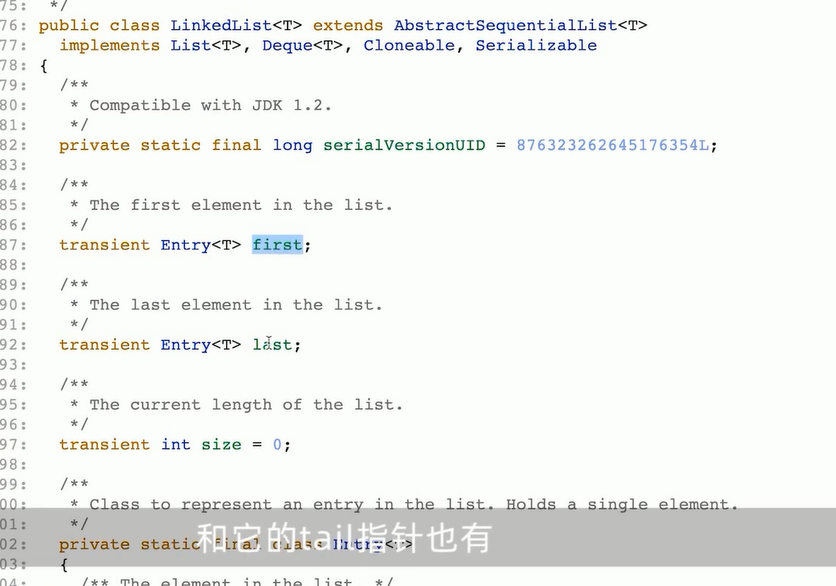 75:  */
76: public class LinkedList<T> extends AbstractSequentialList<T>
77:   implements List<T>, Deque<T>, Cloneable, Serializable
78: {
79:   /**
80:    * Compatible with JDK 1.2.
81:    */
82:   private static final long serialVersionUID = 876323262645176354L;
83:
84:   /**
85:    * The first element in the list.
86:    */
87:   transient Entry<T> first;
88:
89:   /**
90:    * The last element in the list.
91:    */
92:   transient Entry<T> last;
93:
94:   /**
95:    * The current length of the list.
96:    */
97:   transient int size = 0;
98:
99:   /**
00:    * Class to represent an entry in the list. Holds a single element.
01:    */
02:   private static final class Entry<T>
和它的tail指针也有
03:   {
04:     /** The element in the list. */